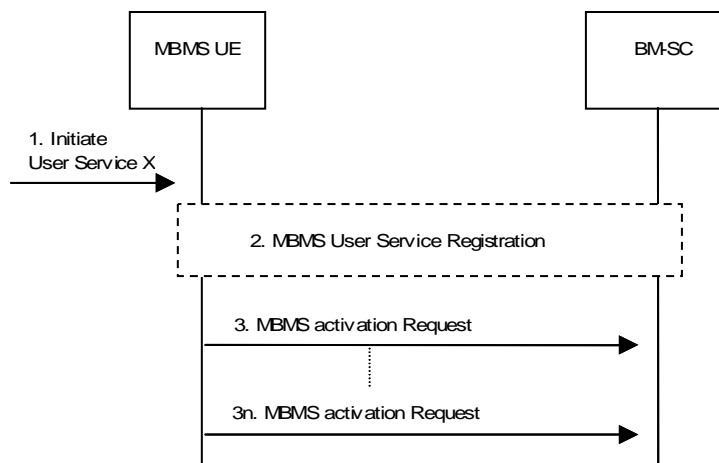 MBMS UE
BM-SC
1. Initiate
User Service X
2. MBMS User Service Registration
3. MBMS activation Request
3n. MBMS activation Request